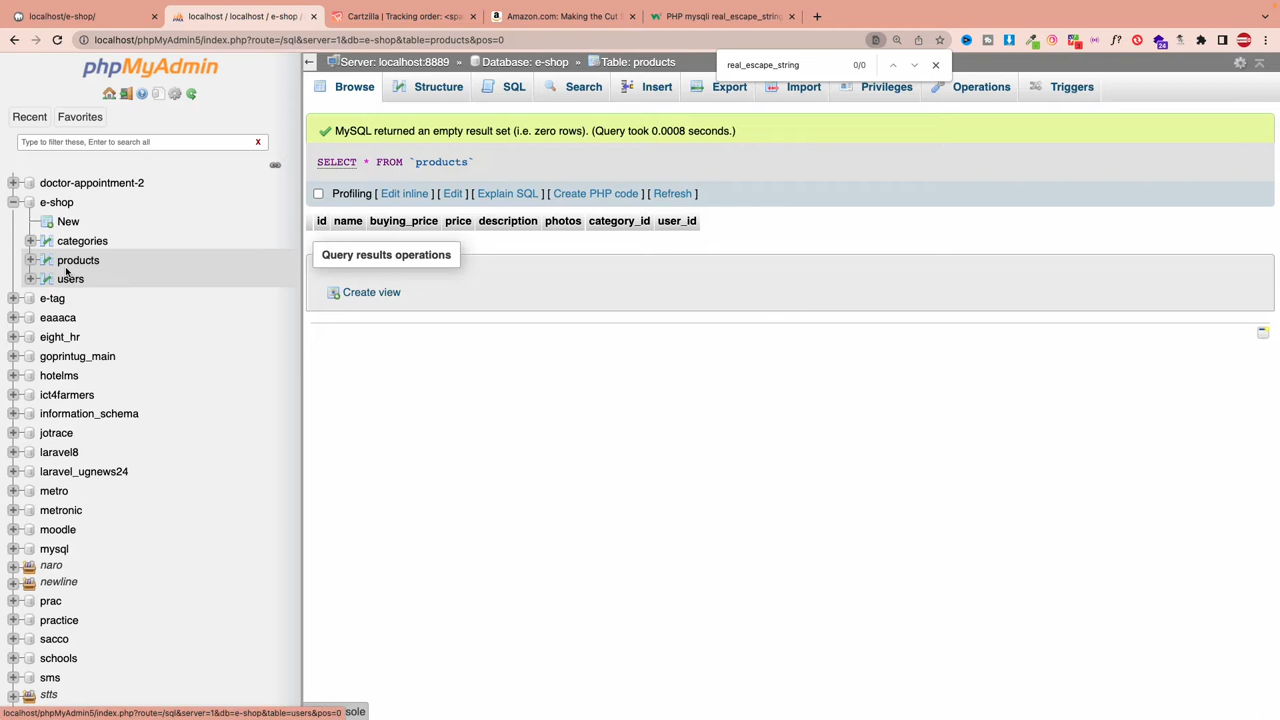 localhost/e-shop/
localhost / localhost / e-shop /
Cartzilla | Tracking order: <spa
Amazon.com: Making the Cut
PHP mysqli real_escape_string
localhost/phpMyAdmin5/index.php?route=/sql&server=1&db=e-shop&table=products&pos=0
real_escape_string 0/0
phpMyAdmin
Recent Favorites
Type to filter these, Enter to search all X
doctor-appointment-2
e-shop
New
categories
products
users
e-tag
eaaaca
eight_hr
goprintug_main
hotelms
ict4farmers
information_schema
jotrace
laravel8
laravel_ugnews24
metro
metronic
moodle
mysql
naro
newline
prac
practice
sacco
schools
sms
stts
localhost/phpMyAdmin5/index.php?route=/sql&server=1&db=e-shop&table=users&pos=0
Server: localhost:8889 » Database: e-shop » Table: products
Browse Structure SQL Search Insert Export Import Privileges Operations Triggers
MySQL returned an empty result set (i.e. zero rows). (Query took 0.0008 seconds.)
SELECT * FROM `products`
Profiling [ Edit inline ] [ Edit ] [ Explain SQL ] [ Create PHP code ] [ Refresh ]
id name buying_price price description photos category_id user_id
Query results operations
Create view
sole